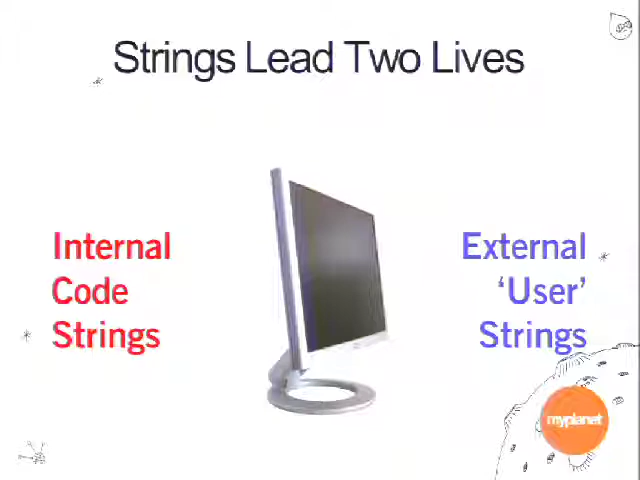 Strings Lead Two Lives
Internal
Code
Strings
External
‘User’
Strings
myplanet